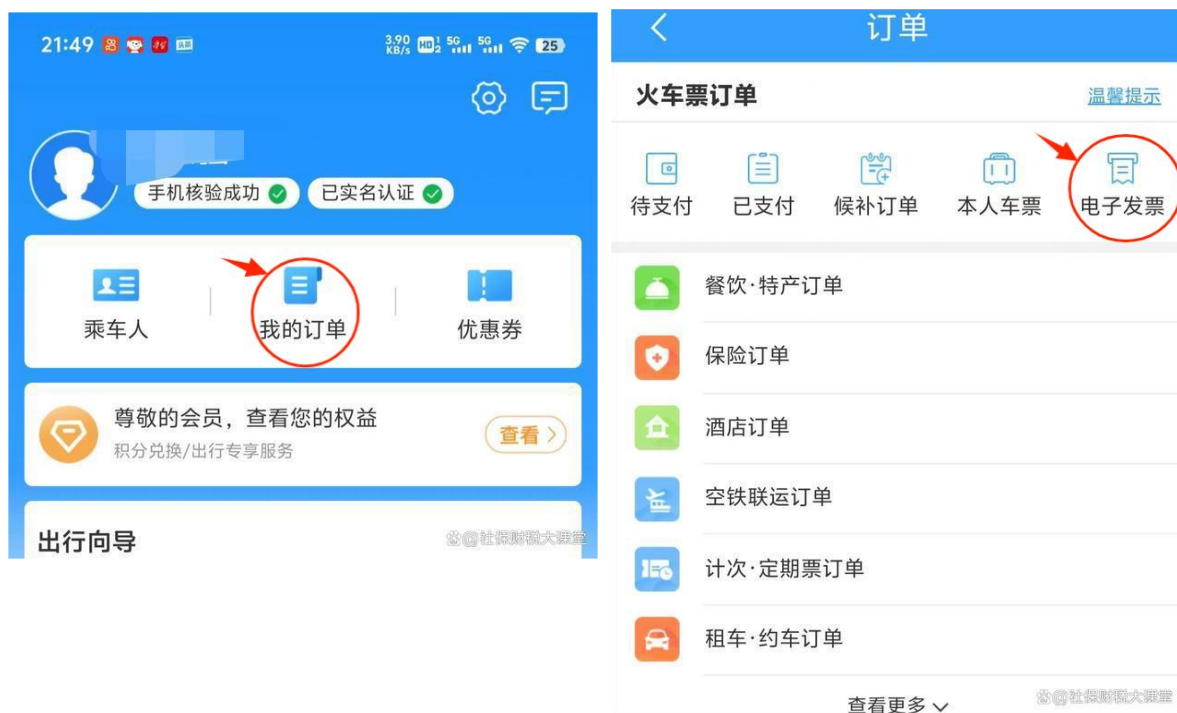 21:49
3.90 KB/s HD 1 2 5G 5G 25
手机核验成功
已实名认证
乘车人
我的订单
优惠券
尊敬的会员，查看您的权益
积分兑换/出行专享服务
查看
出行向导
@社保财税大课堂
订单
火车票订单
温馨提示
待支付
已支付
候补订单
本人车票
电子发票
餐饮·特产订单
保险订单
酒店订单
空铁联运订单
计次·定期票订单
租车·约车订单
查看更多
@社保财税大课堂